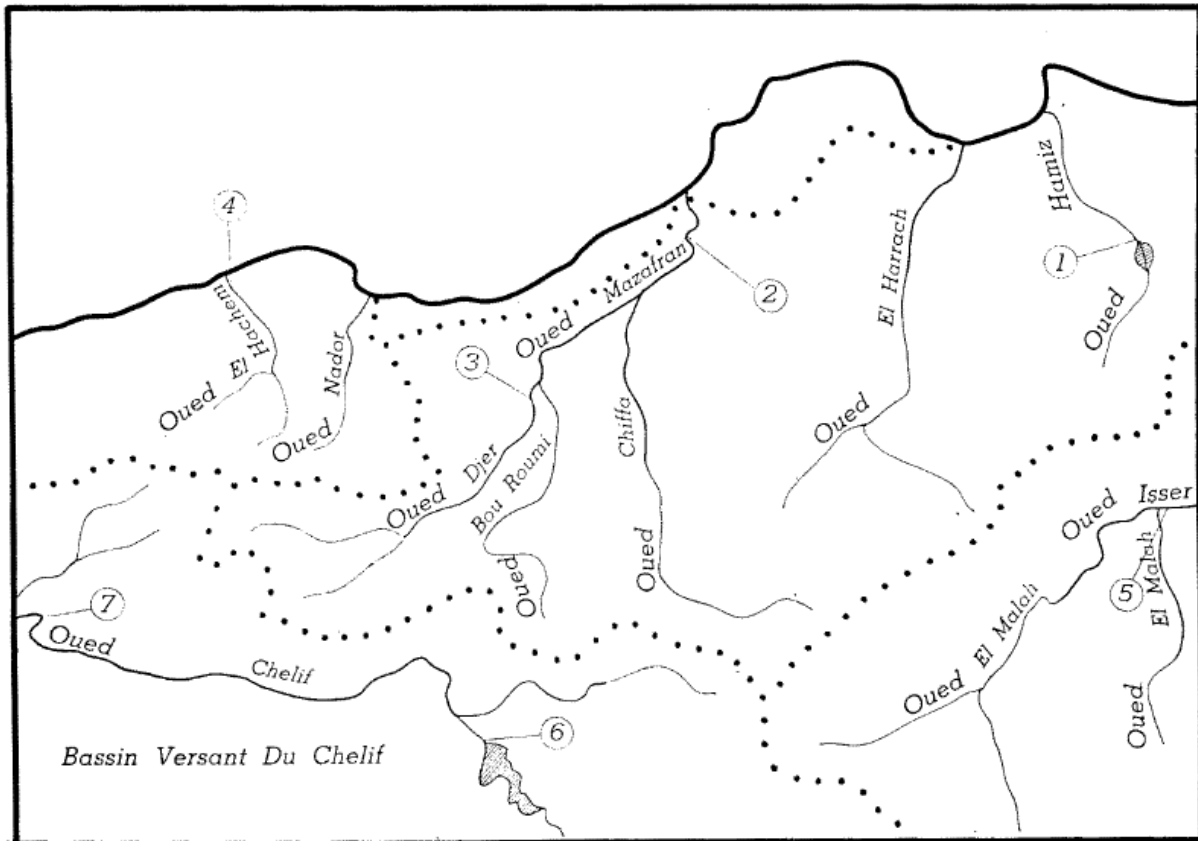 4
Oued El Hachem
Oued Nador
3
Oued Mazafran
2
Oued El Harrach
Oued Hamiz
1
Oued Djer
Oued Bou Roumi
Oued Chiffa
Oued Isser
Oued El Malah
5
Oued El Malah
7
Oued Chelif
6
Bassin Versant Du Chelif